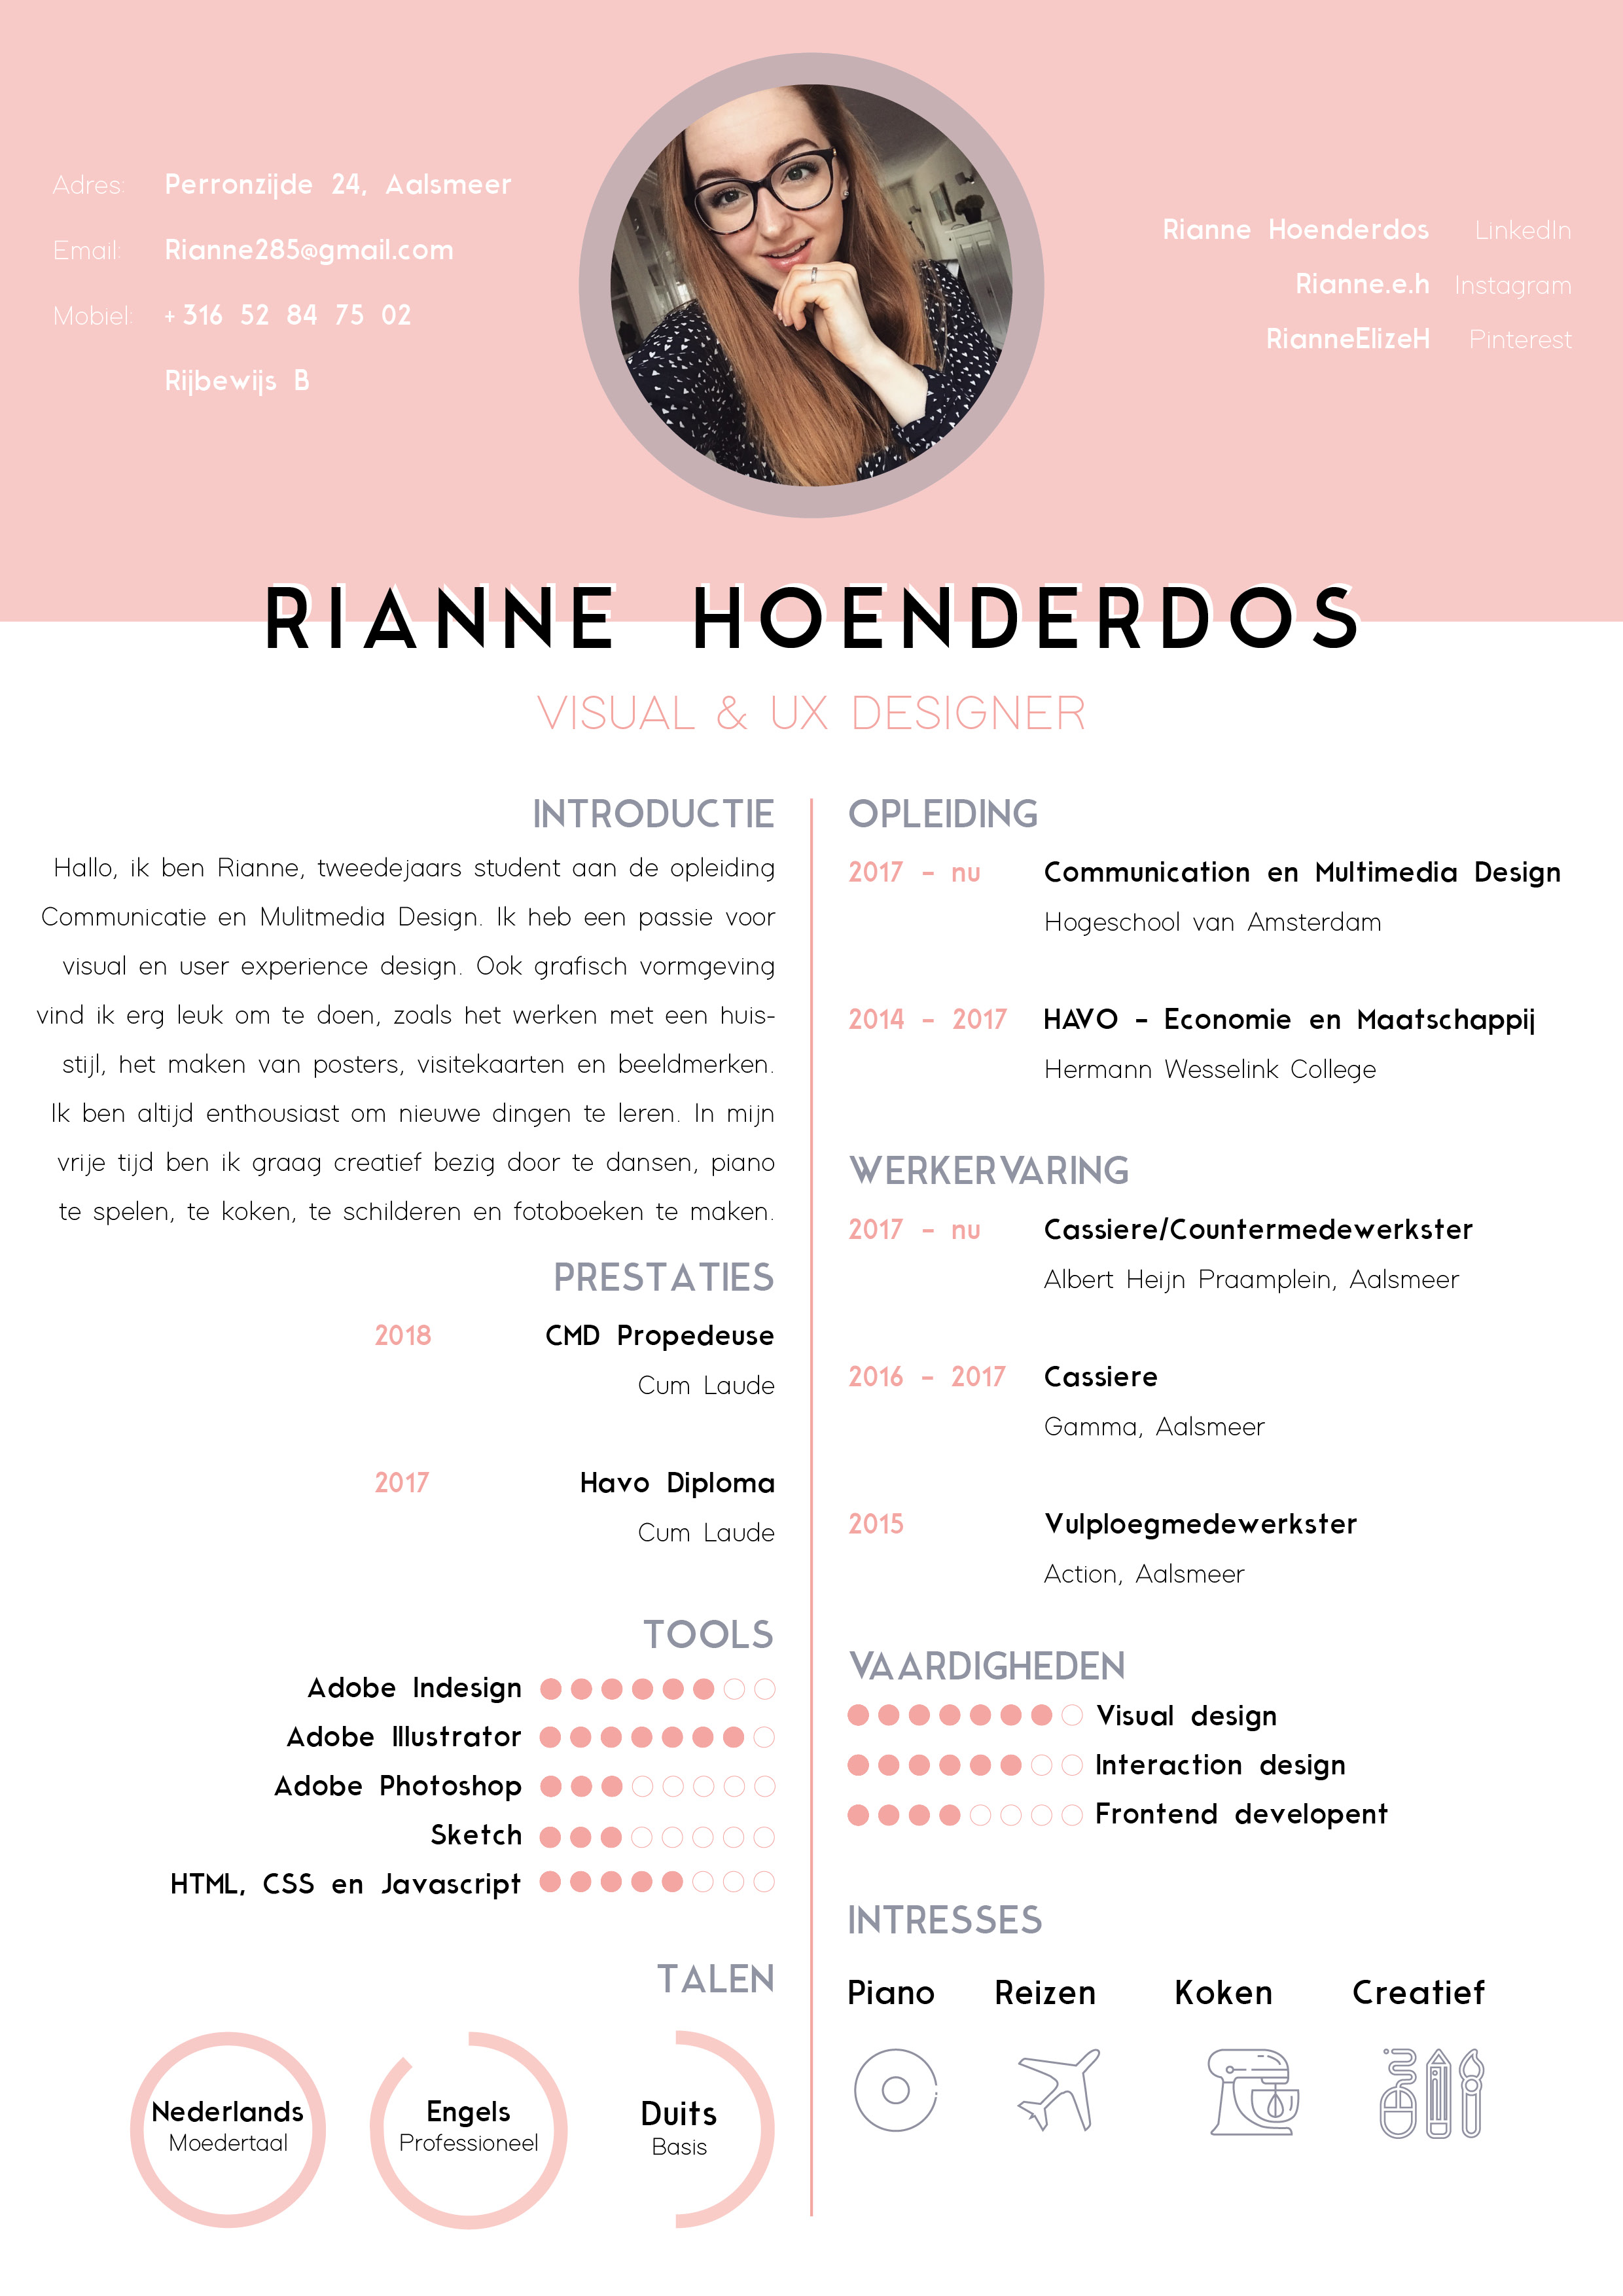 Adres: Perronzijde 24, Aalsmeer
Email: Rianne285@gmail.com
Mobiel: +316 52 84 75 02
Rijbewijs B
Rianne Hoenderdos LinkedIn
Rianne.e.h Instagram
RianneElizeH Pinterest
RIANNE HOENDERDOS
VISUAL & UX DESIGNER
INTRODUCTIE
Hallo, ik ben Rianne, tweedejaars student aan de opleiding
Communicatie en Mulitmedia Design. Ik heb een passie voor
visual en user experience design. Ook grafisch vormgeving
vind ik erg leuk om te doen, zoals het werken met een huis-
stijl, het maken van posters, visitekaarten en beeldmerken.
Ik ben altijd enthousiast om nieuwe dingen te leren. In mijn
vrije tijd ben ik graag creatief bezig door te dansen, piano
te spelen, te koken, te schilderen en fotoboeken te maken.
PRESTATIES
2018 CMD Propedeuse
Cum Laude
2017 Havo Diploma
Cum Laude
TOOLS
Adobe Indesign
Adobe Illustrator
Adobe Photoshop
Sketch
HTML, CSS en Javascript
TALEN
Nederlands
Moedertaal
Engels
Professioneel
Duits
Basis
OPLEIDING
2017 - nu Communication en Multimedia Design
Hogeschool van Amsterdam
2014 - 2017 HAVO - Economie en Maatschappij
Hermann Wesselink College
WERKERVARING
2017 - nu Cassiere/Countermedewerkster
Albert Heijn Praamplein, Aalsmeer
2016 - 2017 Cassiere
Gamma, Aalsmeer
2015 Vulploegmedewerkster
Action, Aalsmeer
VAARDIGHEDEN
Visual design
Interaction design
Frontend developent
INTRESSES
Piano Reizen Koken Creatief